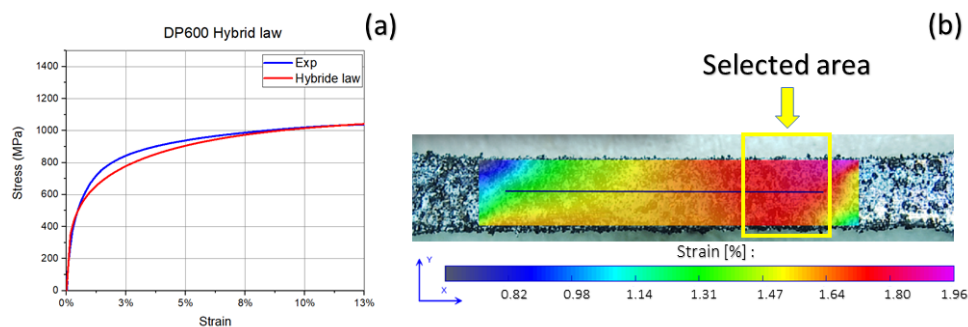 (a)
DP600 Hybrid law
1400
1200
1000
800
600
400
200
0
Stress (MPa)
Exp
Hybride law
0% 3% 5% 8% 10% 13%
Strain
(b)
Selected area
Strain [%] :
Y
X
0.82 0.98 1.14 1.31 1.47 1.64 1.80 1.96